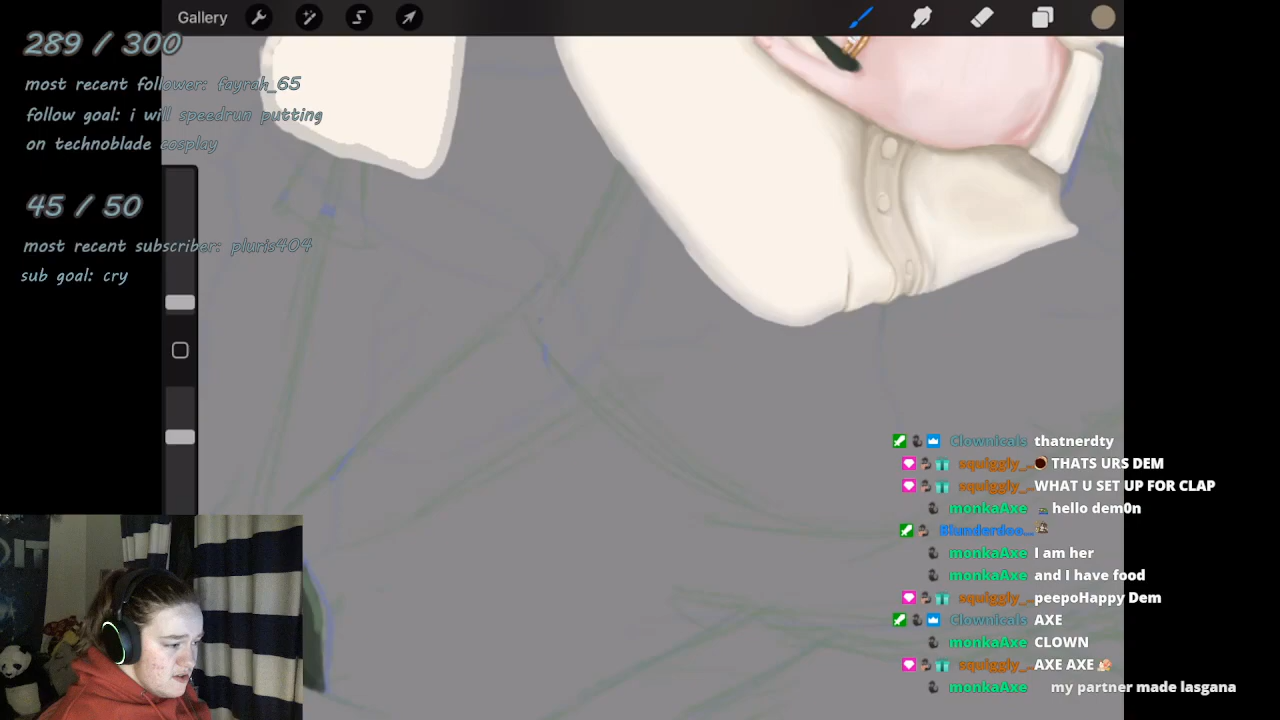 Gallery
289 / 300
most recent follower: fayrah_65
follow goal: i will speedrun putting
on technoblade cosplay
45 / 50
most recent subscriber: pluris404
sub goal: cry
Clownicals thatnerdty
squiggly_... THATS URS DEM
squiggly_... WHAT U SET UP FOR CLAP
monkaAxe hello dem0n
Blunderdoo...
monkaAxe I am her
monkaAxe and I have food
squiggly_... peepoHappy Dem
Clownicals AXE
monkaAxe CLOWN
squiggly_... AXE AXE
monkaAxe my partner made lasgana